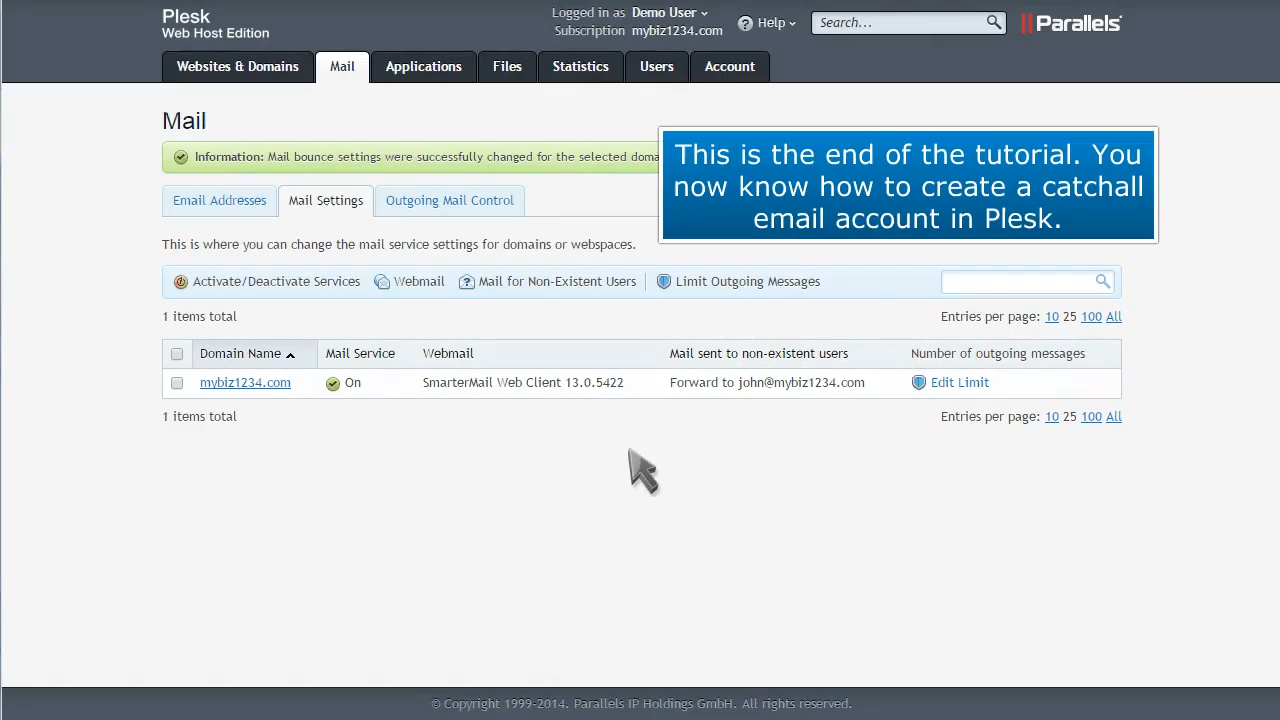 Plesk
Web Host Edition
Logged in as Demo User
Subscription mybiz1234.com
Help
Search...
Parallels
Websites & Domains
Mail
Applications
Files
Statistics
Users
Account
Mail
Information: Mail bounce settings were successfully changed for the selected doma
This is the end of the tutorial. You
now know how to create a catchall
email account in Plesk.
Email Addresses
Mail Settings
Outgoing Mail Control
This is where you can change the mail service settings for domains or webspaces.
Activate/Deactivate Services
Webmail
Mail for Non-Existent Users
Limit Outgoing Messages
1 items total
Entries per page: 10 25 100 All
Domain Name
Mail Service
Webmail
Mail sent to non-existent users
Number of outgoing messages
mybiz1234.com
On
SmarterMail Web Client 13.0.5422
Forward to john@mybiz1234.com
Edit Limit
1 items total
Entries per page: 10 25 100 All
© Copyright 1999-2014. Parallels IP Holdings GmbH. All rights reserved.